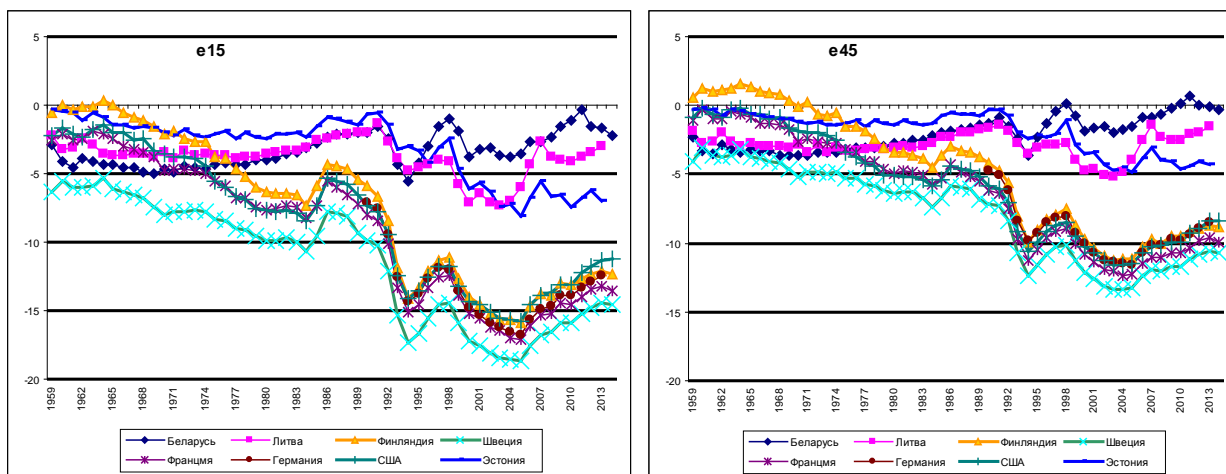 e15
5
0
-5
-10
-15
-20
1959
1962
1965
1968
1971
1974
1977
1980
1983
1986
1989
1992
1995
1998
2001
2004
2007
2010
2013
Беларусь
Литва
Финляндия
Швеция
Францмя
Германия
США
Эстония
e45
5
0
-5
-10
-15
-20
1959
1962
1965
1968
1971
1974
1977
1980
1983
1986
1989
1992
1995
1998
2001
2004
2007
2010
2013
Беларусь
Литва
Финляндия
Швеция
Францмя
Германия
США
Эстония